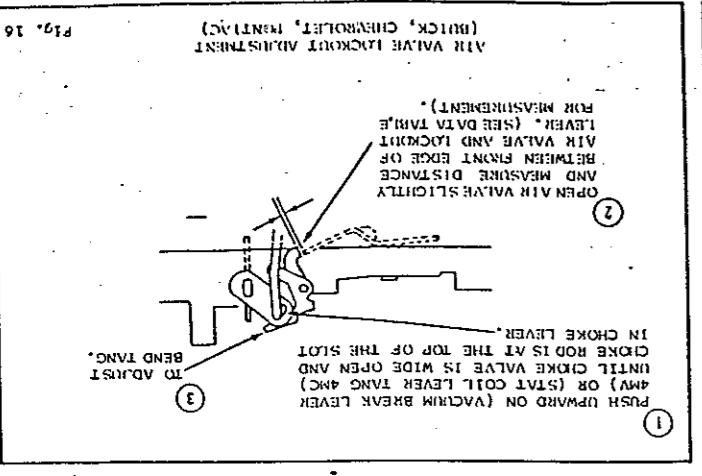 ①
PUSH UPWARD ON (VACUUM BREAK LEVER
4MV) OR (STAT COIL LEVER TANG 4MC)
UNTIL CHOKE VALVE IS WIDE OPEN AND
CHOKE ROD IS AT THE TOP OF THE SLOT
IN CHOKE LEVER.
③
BEND TANG.
TO ADJUST
②
OPEN AIR VALVE SLIGHTLY
AND MEASURE DISTANCE
BETWEEN FRONT EDGE OF
AIR VALVE AND LOCKOUT
LEVER. (SEE DATA TABLE
FOR MEASUREMENT).
AIR VALVE LOCKOUT ADJUSTMENT
(BUICK, CHEVROLET, PONTIAC)
Fig. 16